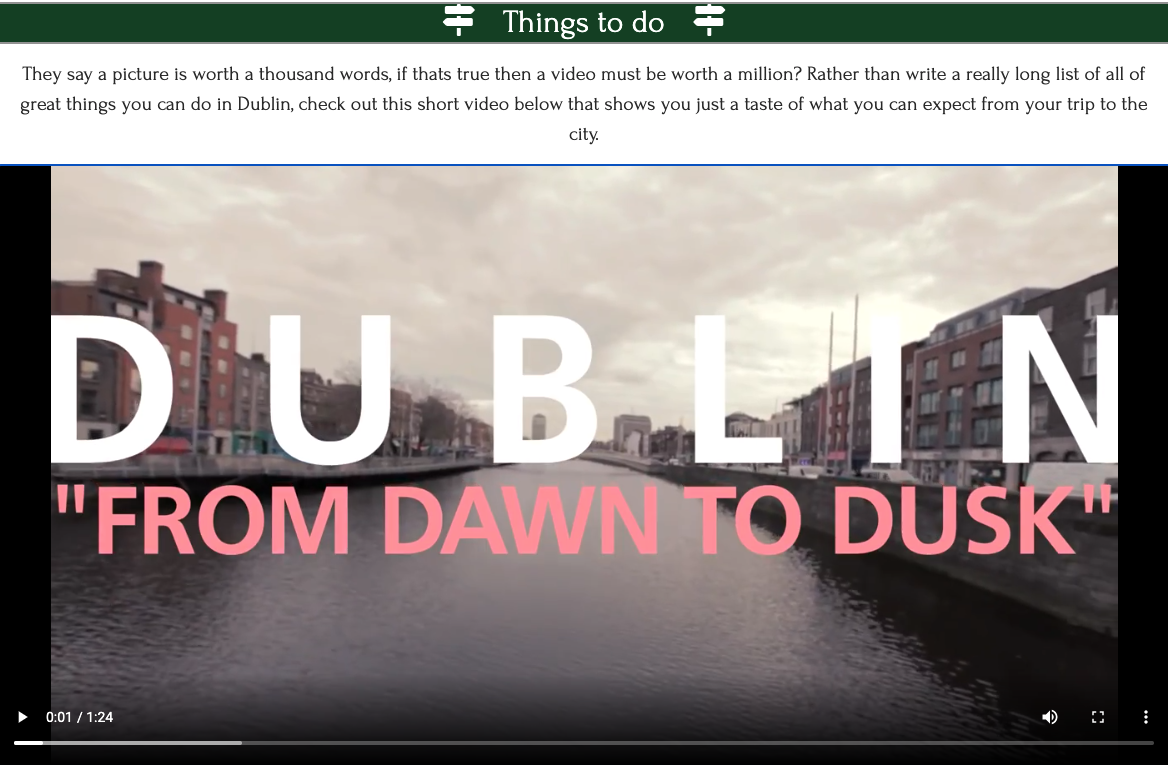 Things to do
They say a picture is worth a thousand words, if thats true then a video must be worth a million? Rather than write a really long list of all of
great things you can do in Dublin, check out this short video below that shows you just a taste of what you can expect from your trip to the
city.
DUBLIN
"FROM DAWN TO DUSK"
0:01 / 1:24